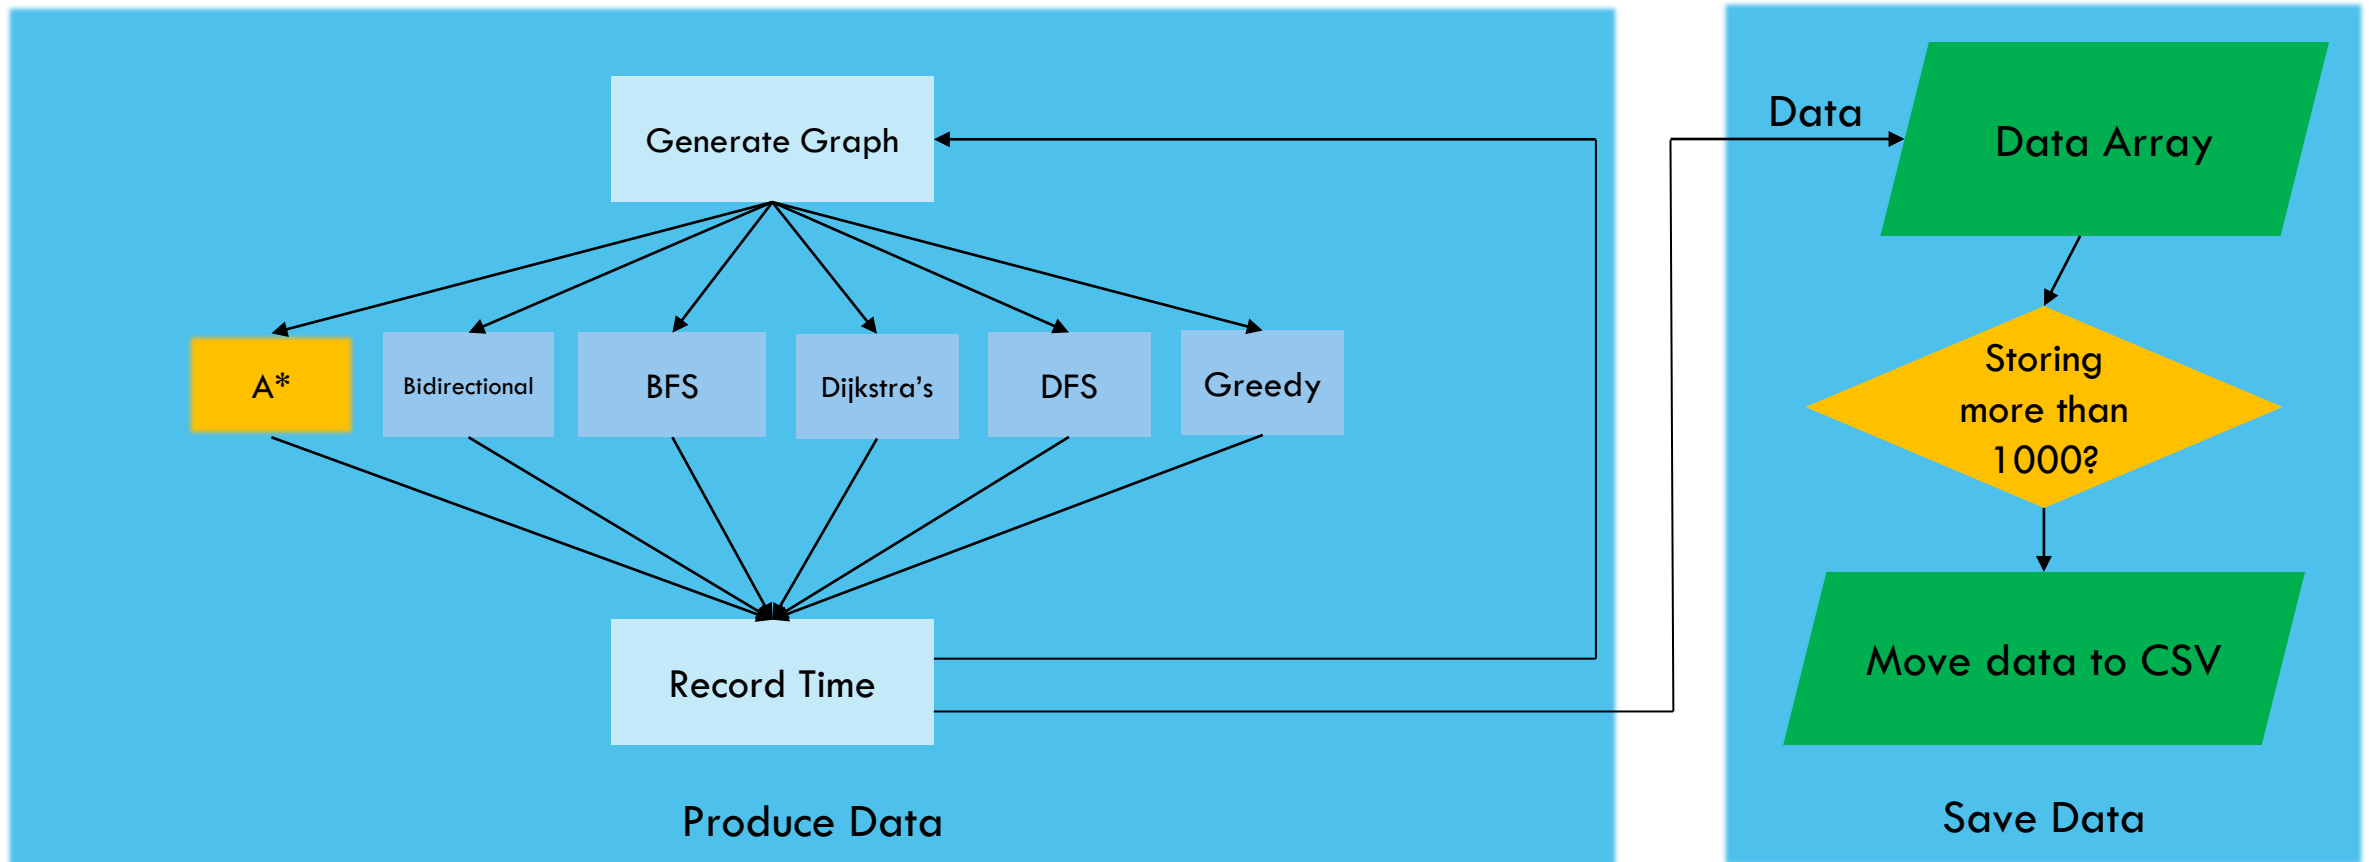 Generate Graph
A*
Bidirectional
BFS
Dijkstra’s
DFS
Greedy
Record Time
Produce Data
Data
Data Array
Storing
more than
1000?
Move data to CSV
Save Data